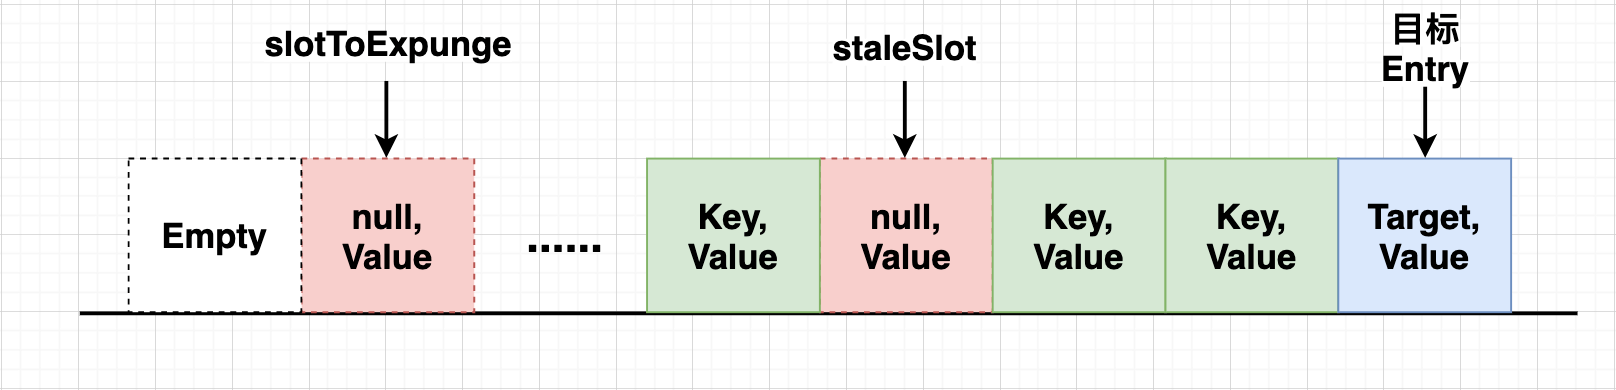 slotToExpunge
staleSlot
目标
Entry
Empty
null,
Value
......
Key,
Value
null,
Value
Key,
Value
Key,
Value
Target,
Value